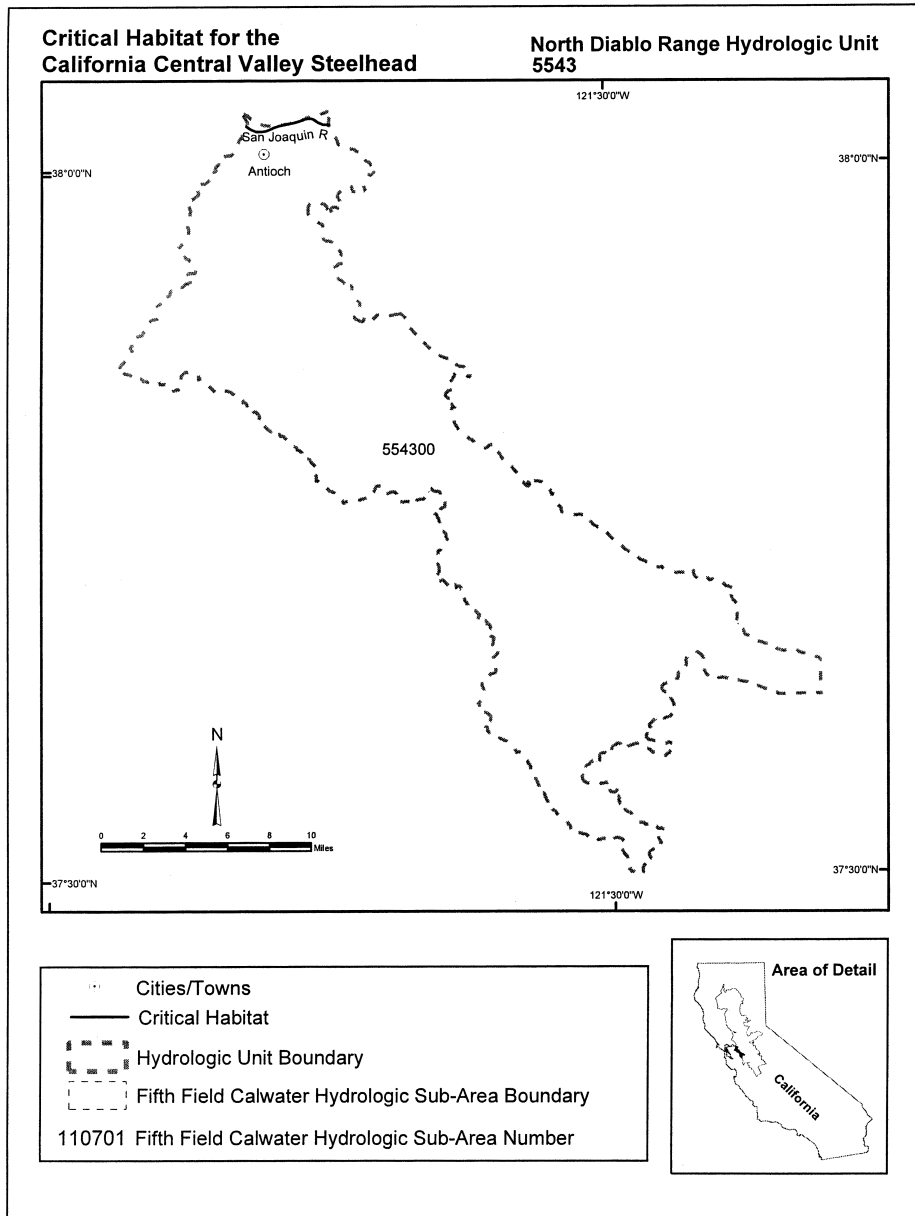 Critical Habitat for the
California Central Valley Steelhead
North Diablo Range Hydrologic Unit
5543
121°30'0"W
San Joaquin R
Antioch
38°0'0"N
38°0'0"N
554300
N
0 2 4 6 8 10
Miles
37°30'0"N
37°30'0"N
121°30'0"W
Cities/Towns
Critical Habitat
Hydrologic Unit Boundary
Fifth Field Calwater Hydrologic Sub-Area Boundary
110701 Fifth Field Calwater Hydrologic Sub-Area Number
Area of Detail
California